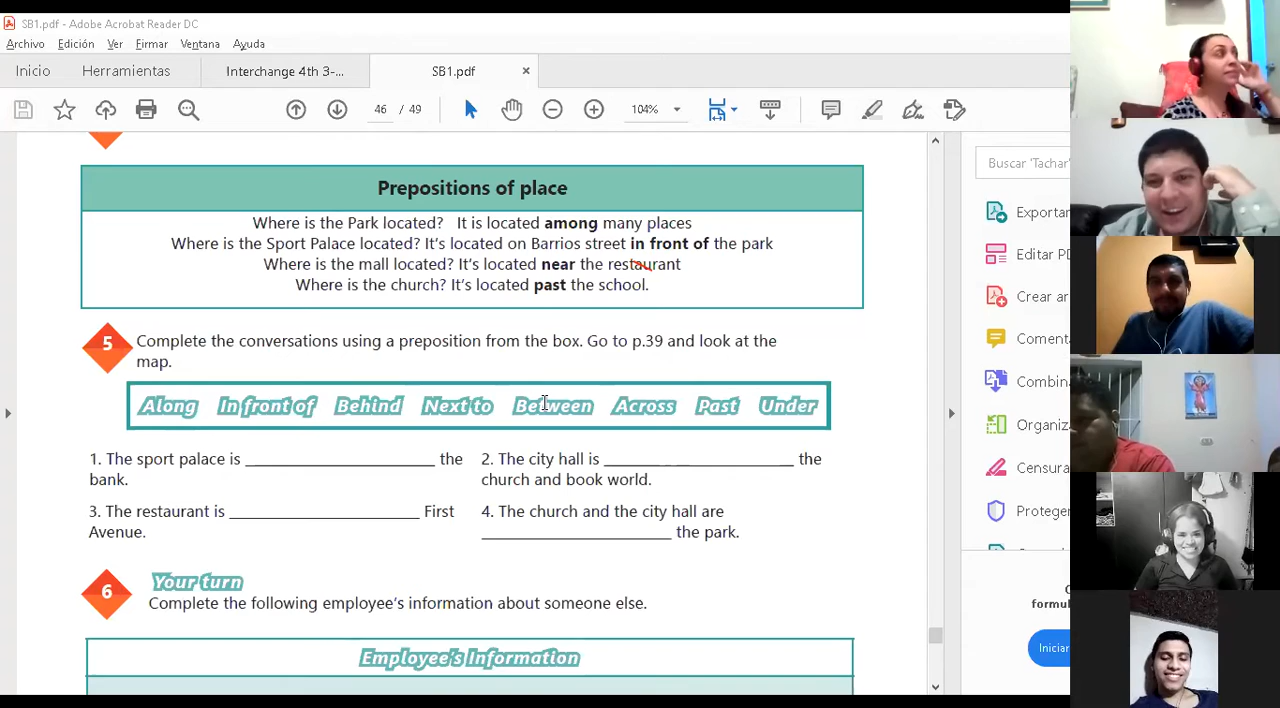 SB1.pdf - Adobe Acrobat Reader DC
Archivo Edición Ver Firmar Ventana Ayuda
Inicio Herramientas Interchange 4th 3-... SB1.pdf ×
46 / 49 104%
Prepositions of place
Where is the Park located? It is located among many places
Where is the Sport Palace located? It's located on Barrios street in front of the park
Where is the mall located? It's located near the restaurant
Where is the church? It's located past the school.
5 Complete the conversations using a preposition from the box. Go to p.39 and look at the
map.
Along In front of Behind Next to Between Across Past Under
1. The sport palace is ____________________ the
bank.
2. The city hall is ____________________ the
church and book world.
3. The restaurant is ____________________ First
Avenue.
4. The church and the city hall are
____________________ the park.
6 Your turn
Complete the following employee's information about someone else.
Employee's Information
Buscar 'Tachar'
Exportar
Editar PD
Crear ar
Comenta
Combin
Organiz
Censura
Proteger
formul
Iniciar